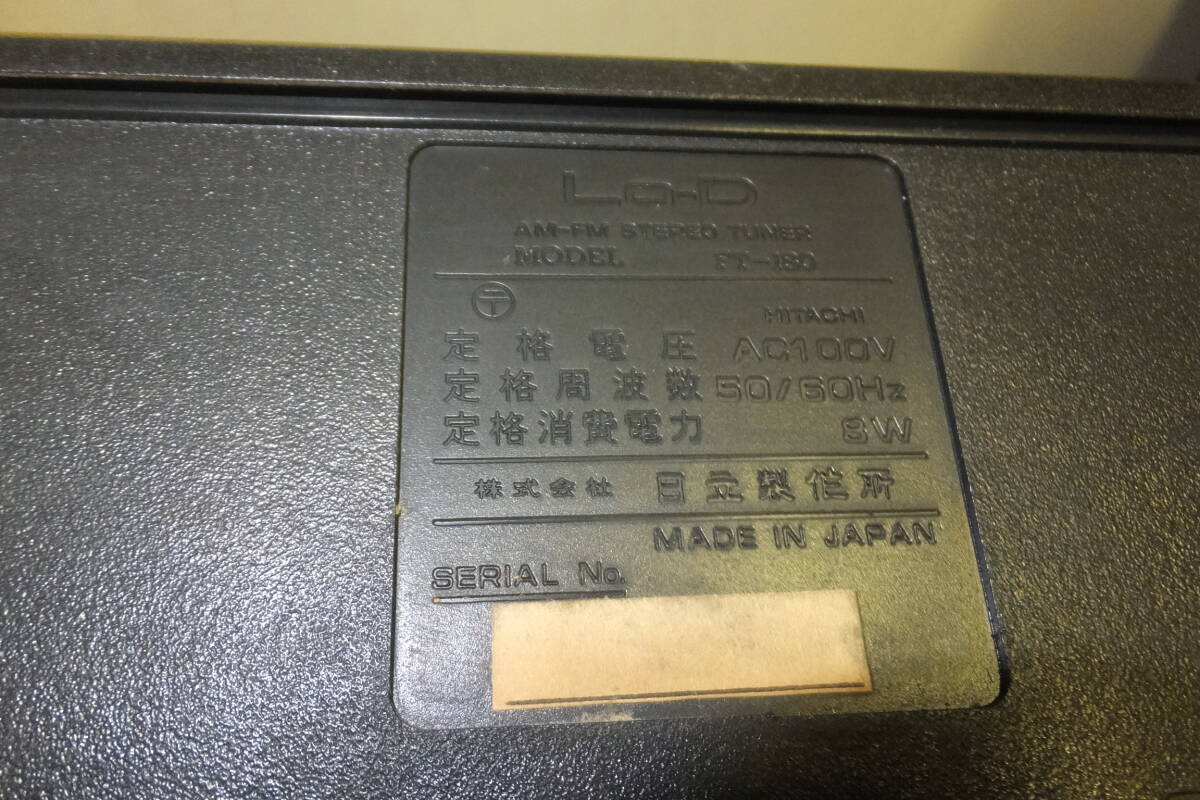 Lo-D
AM-FM STEREO TUNER
MODEL FT-180
〒
HITACHI
定格電圧 AC100V
定格周波数 50/60Hz
定格消費電力 8W
株式会社 日立製作所
MADE IN JAPAN
SERIAL No.